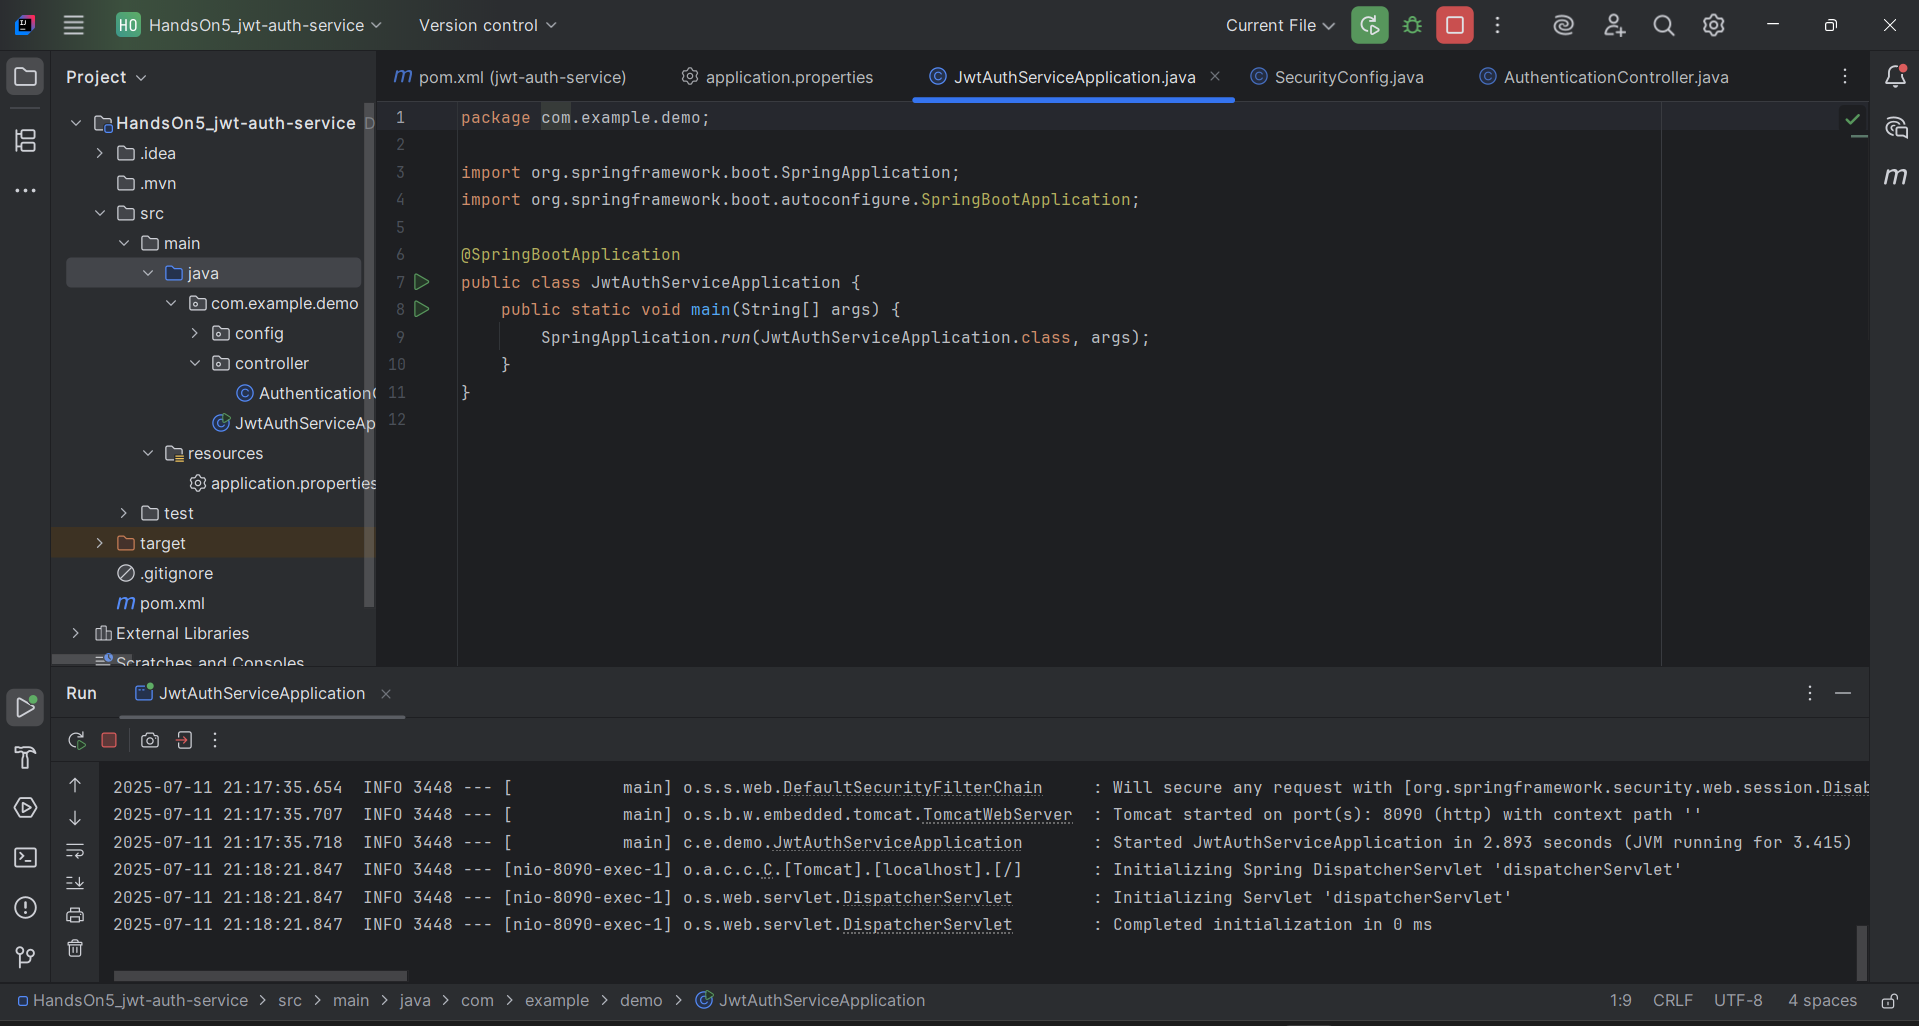 HO HandsOn5_jwt-auth-service Version control Current File
Project
pom.xml (jwt-auth-service) application.properties JwtAuthServiceApplication.java SecurityConfig.java AuthenticationController.java
HandsOn5_jwt-auth-service
.idea
.mvn
src
main
java
com.example.demo
config
controller
Authentication
JwtAuthServiceAp
resources
application.properties
test
target
.gitignore
pom.xml
External Libraries
Scratches and Consoles
1 package com.example.demo;
2
3 import org.springframework.boot.SpringApplication;
4 import org.springframework.boot.autoconfigure.SpringBootApplication;
5
6 @SpringBootApplication
7 public class JwtAuthServiceApplication {
8 public static void main(String[] args) {
9 SpringApplication.run(JwtAuthServiceApplication.class, args);
10 }
11 }
12
Run JwtAuthServiceApplication
2025-07-11 21:17:35.654 INFO 3448 --- [ main] o.s.s.web.DefaultSecurityFilterChain : Will secure any request with [org.springframework.security.web.session.Disab
2025-07-11 21:17:35.707 INFO 3448 --- [ main] o.s.b.w.embedded.tomcat.TomcatWebServer : Tomcat started on port(s): 8090 (http) with context path ''
2025-07-11 21:17:35.718 INFO 3448 --- [ main] c.e.demo.JwtAuthServiceApplication : Started JwtAuthServiceApplication in 2.893 seconds (JVM running for 3.415)
2025-07-11 21:18:21.847 INFO 3448 --- [nio-8090-exec-1] o.a.c.c.C.[Tomcat].[localhost].[/] : Initializing Spring DispatcherServlet 'dispatcherServlet'
2025-07-11 21:18:21.847 INFO 3448 --- [nio-8090-exec-1] o.s.web.servlet.DispatcherServlet : Initializing Servlet 'dispatcherServlet'
2025-07-11 21:18:21.847 INFO 3448 --- [nio-8090-exec-1] o.s.web.servlet.DispatcherServlet : Completed initialization in 0 ms
HandsOn5_jwt-auth-service > src > main > java > com > example > demo > JwtAuthServiceApplication 1:9 CRLF UTF-8 4 spaces